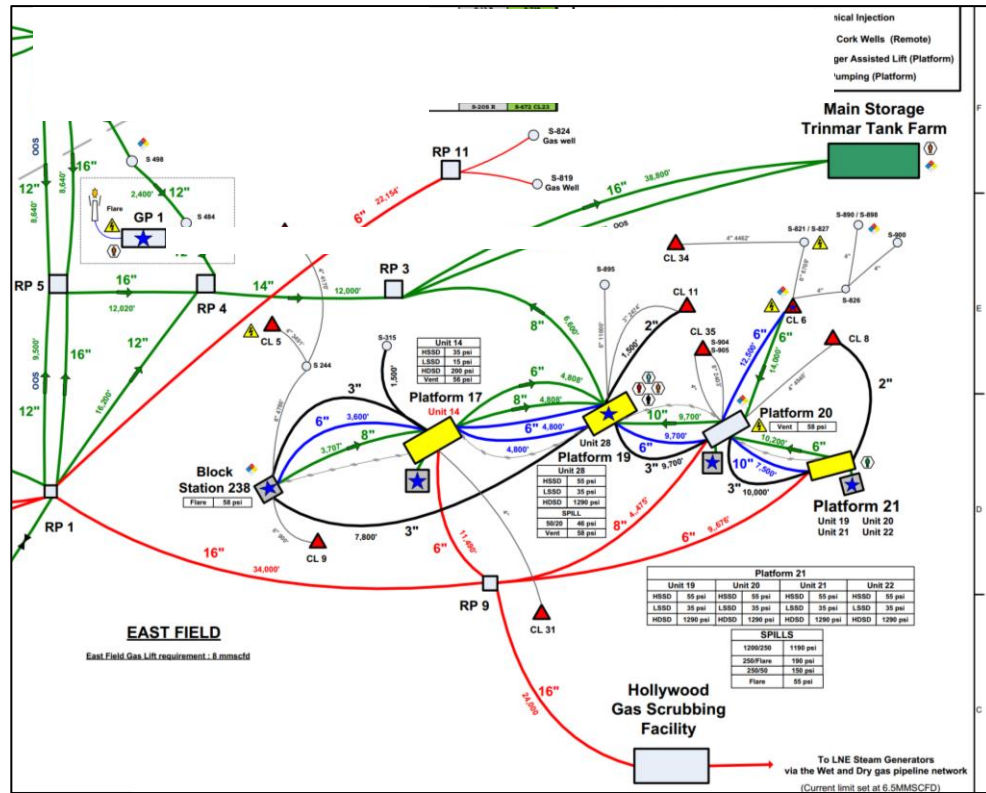 nical Injection
Cork Wells (Remote)
ger Assisted Lift (Platform)
Pumping (Platform)
S-208 R
S-672 CL23
F
Main Storage
Trinmar Tank Farm
OOS
16"
12"
8,640'
8,640'
12"
S 498
2,400'
12"
Flare
GP 1
S 484
RP 11
S-824
Gas well
S-819
Gas Well
22,154'
6"
16"
38,800'
OOS
RP 5
16"
12,020'
RP 4
14"
12,000'
RP 3
8"
6,600'
E
9,500'
OOS
12"
16"
12"
16,200'
RP 1
CL 5
4" 4170'
S 244
S-315
1,500'
Unit 14
HSSD 35 psi
LSSD 15 psi
HDSD 200 psi
Vent 56 psi
Platform 17
Unit 14
S-895
CL 34
4" 4462'
S-821 / S-827
S-890 / S-898
S-900
4"
4"
S-826
CL 11
2"
1,500'
CL 35
S-904
S-905
CL 6
6"
12,500'
6"
14,000'
CL 8
2"
3"
6"
3,600'
8"
3,707'
6"
4,808'
8"
4,808'
6"
4,800'
4,800'
Unit 28
Platform 19
10"
9,700'
6"
9,700'
3"
9,700'
Platform 20
Vent 58 psi
10,200'
6"
10"
7,500'
3"
10,000'
Platform 21
Unit 19 Unit 20
Unit 21 Unit 22
Block
Station 238
Flare 58 psi
CL 9
3"
7,800'
Unit 28
HSSD 55 psi
LSSD 35 psi
HDSD 1290 psi
SPILL
50/20 46 psi
Vent 58 psi
D
16"
34,000'
6"
11,490'
4"
8"
6"
RP 9
CL 31
Platform 21
Unit 19 Unit 20 Unit 21 Unit 22
HSSD 55 psi HSSD 55 psi HSSD 55 psi HSSD 55 psi
LSSD 35 psi LSSD 35 psi LSSD 35 psi LSSD 35 psi
HDSD 1290 psi HDSD 1290 psi HDSD 1290 psi HDSD 1290 psi
SPILLS
1200/250 1190 psi
250/Flare 190 psi
250/50 150 psi
Flare 55 psi
EAST FIELD
East Field Gas Lift requirement : 8 mmscfd
16"
C
Hollywood
Gas Scrubbing
Facility
To LNE Steam Generators
via the Wet and Dry gas pipeline network
(Current limit set at 6.5MMSCFD)